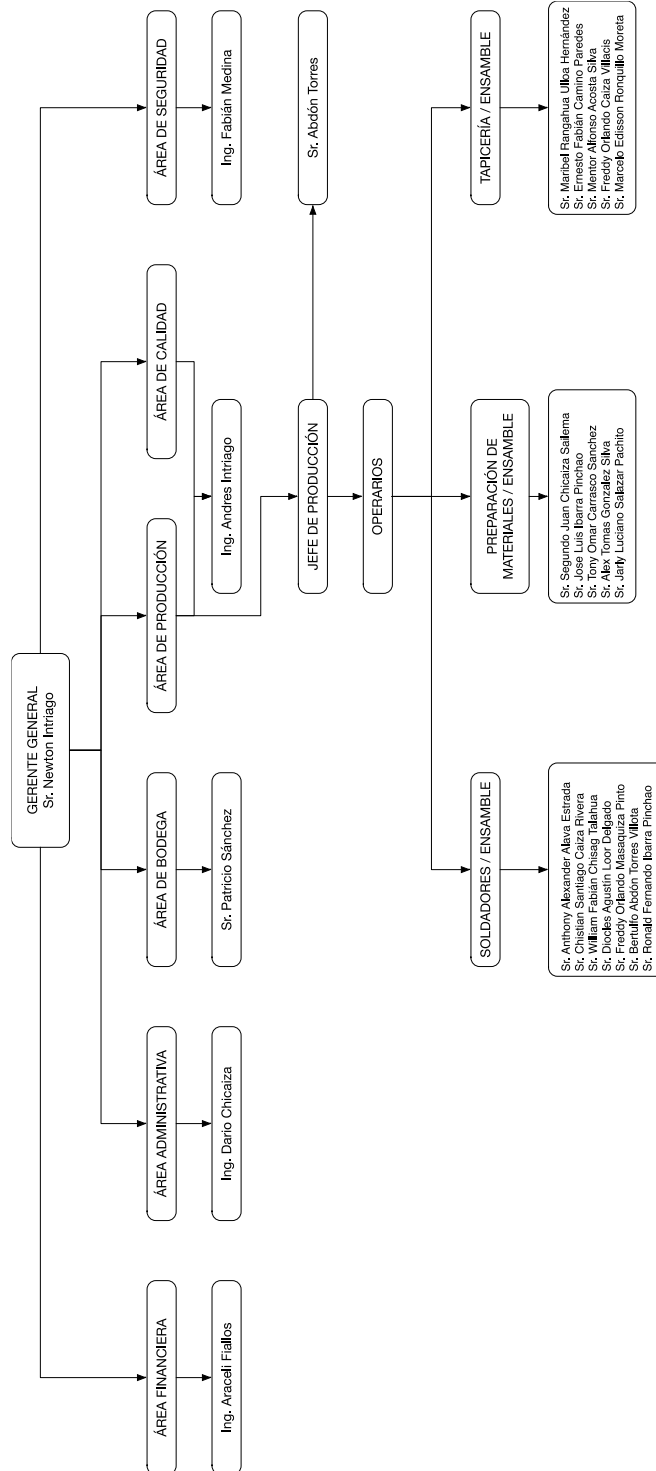 GERENTE GENERAL
Sr. Newton Intriago
ÁREA FINANCIERA
ÁREA ADMINISTRATIVA
ÁREA DE BODEGA
ÁREA DE PRODUCCIÓN
ÁREA DE CALIDAD
ÁREA DE SEGURIDAD
Ing. Araceli Fiallos
Ing. Dario Chicaiza
Sr. Patricio Sánchez
Ing. Andres Intriago
Ing. Fabián Medina
JEFE DE PRODUCCIÓN
Sr. Abdón Torres
OPERARIOS
SOLDADORES / ENSAMBLE
PREPARACIÓN DE
MATERIALES / ENSAMBLE
TAPICERÍA / ENSAMBLE
Sr. Anthony Alexander Alava Estrada
Sr. Chistian Santiago Caiza Rivera
Sr. William Fabián Chisag Talahua
Sr. Diocles Agustín Loor Delgado
Sr. Freddy Orlando Masaquiza Pinto
Sr. Bertulfo Abdón Torres Villota
Sr. Ronald Fernando Ibarra Pinchao
Sr. Segundo Juan Chicaiza Sailema
Sr. Jose Luis Ibarra Pinchao
Sr. Tony Omar Carrasco Sanchez
Sr. Alex Tomas Gonzalez Silva
Sr. Jarly Luciano Salazar Pachito
Sr. Maribel Rangahua Ulloa Hernández
Sr. Ernesto Fabián Camino Paredes
Sr. Mentor Alfonso Acosta Silva
Sr. Freddy Orlando Caiza Villacis
Sr. Marcelo Edisson Ronquillo Moreta